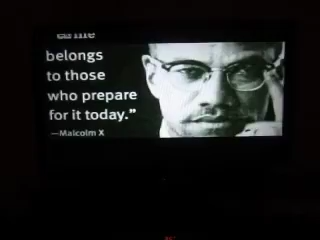 belongs
to those
who prepare
for it today."
—Malcolm X